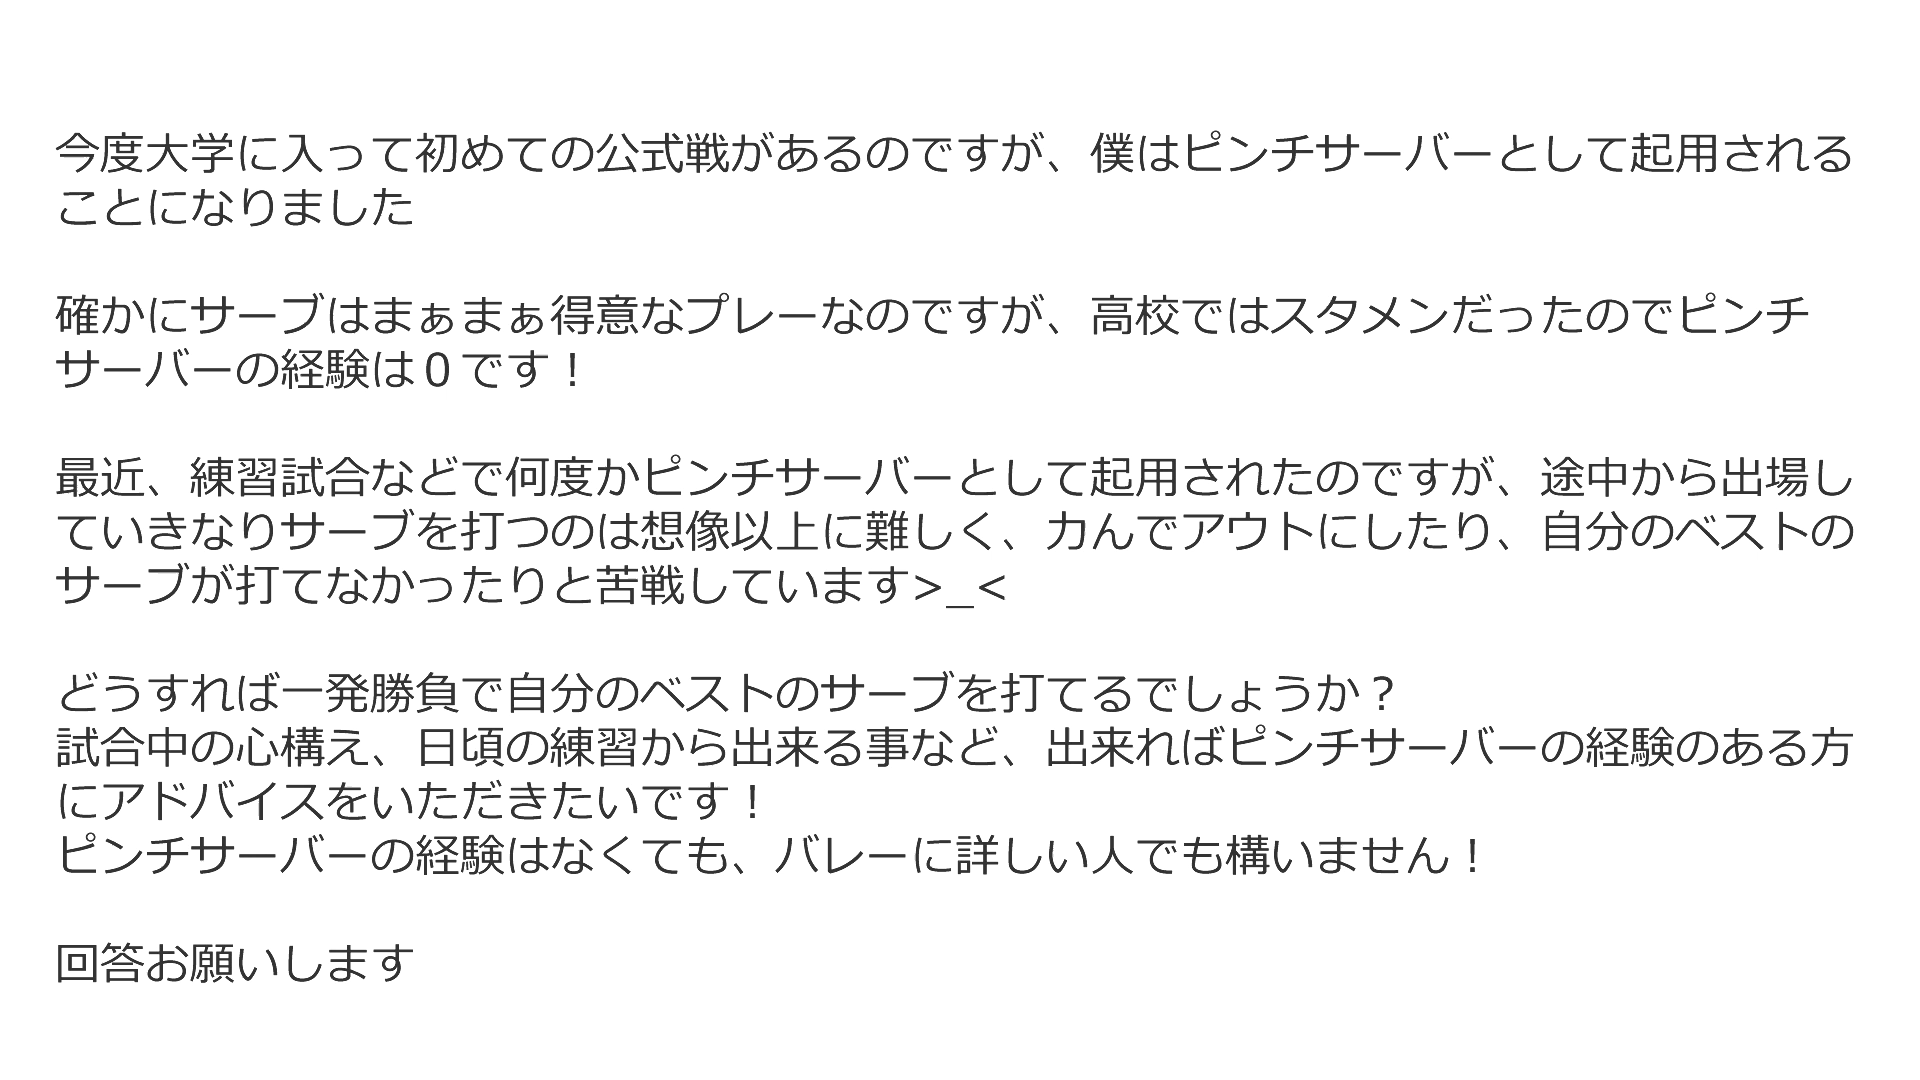 今度大学に入って初めての公式戦があるのですが、僕はピンチサーバーとして起用される
ことになりました
確かにサーブはまぁまぁ得意なプレーなのですが、高校ではスタメンだったのでピンチ
サーバーの経験は０です！
最近、練習試合などで何度かピンチサーバーとして起用されたのですが、途中から出場し
ていきなりサーブを打つのは想像以上に難しく、力んでアウトにしたり、自分のベストの
サーブが打てなかったりと苦戦しています>_<
どうすれば一発勝負で自分のベストのサーブを打てるでしょうか？
試合中の心構え、日頃の練習から出来る事など、出来ればピンチサーバーの経験のある方
にアドバイスをいただきたいです！
ピンチサーバーの経験はなくても、バレーに詳しい人でも構いません！
回答お願いします